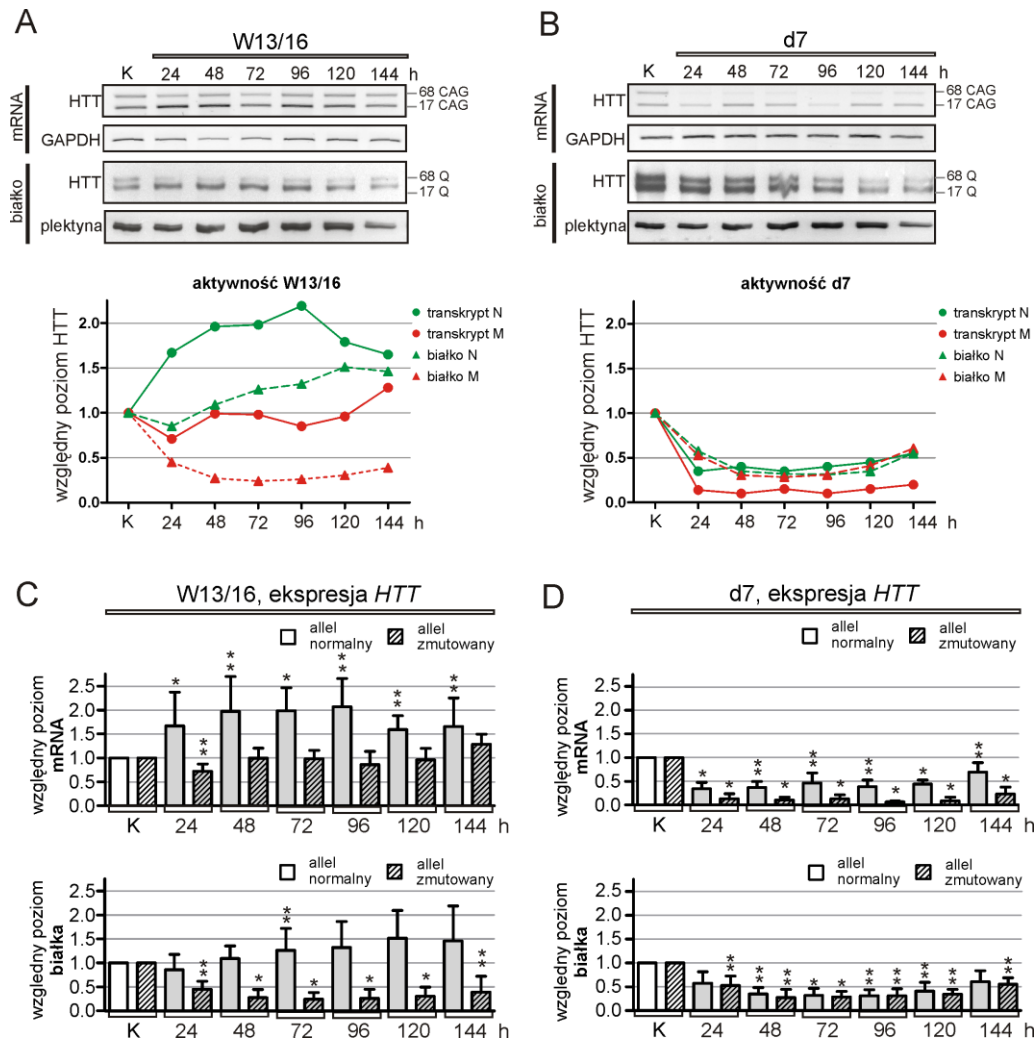 A
W13/16
K 24 48 72 96 120 144 h
mRNA
HTT
68 CAG
17 CAG
GAPDH
białko
HTT
68 Q
17 Q
plektyna
aktywność W13/16
względny poziom HTT
2.0
1.5
1.0
0.5
0.0
transkrypt N
transkrypt M
białko N
białko M
K 24 48 72 96 120 144 h
B
d7
K 24 48 72 96 120 144 h
mRNA
HTT
68 CAG
17 CAG
GAPDH
białko
HTT
68 Q
17 Q
plektyna
aktywność d7
względny poziom HTT
2.0
1.5
1.0
0.5
0.0
transkrypt N
transkrypt M
białko N
białko M
K 24 48 72 96 120 144 h
C
W13/16, ekspresja HTT
allel normalny
allel zmutowany
względny poziom
mRNA
2.5
2.0
1.5
1.0
0.5
0.0
* ** ** * ** ** **
K 24 48 72 96 120 144 h
allel normalny
allel zmutowany
względny poziom
białka
2.5
2.0
1.5
1.0
0.5
0.0
** * ** * * * **
K 24 48 72 96 120 144 h
D
d7, ekspresja HTT
allel normalny
allel zmutowany
względny poziom
mRNA
2.5
2.0
1.5
1.0
0.5
0.0
* * ** * ** * ** * * * ** *
K 24 48 72 96 120 144 h
allel normalny
allel zmutowany
względny poziom
białka
2.5
2.0
1.5
1.0
0.5
0.0
** ** ** * * ** ** ** ** **
K 24 48 72 96 120 144 h